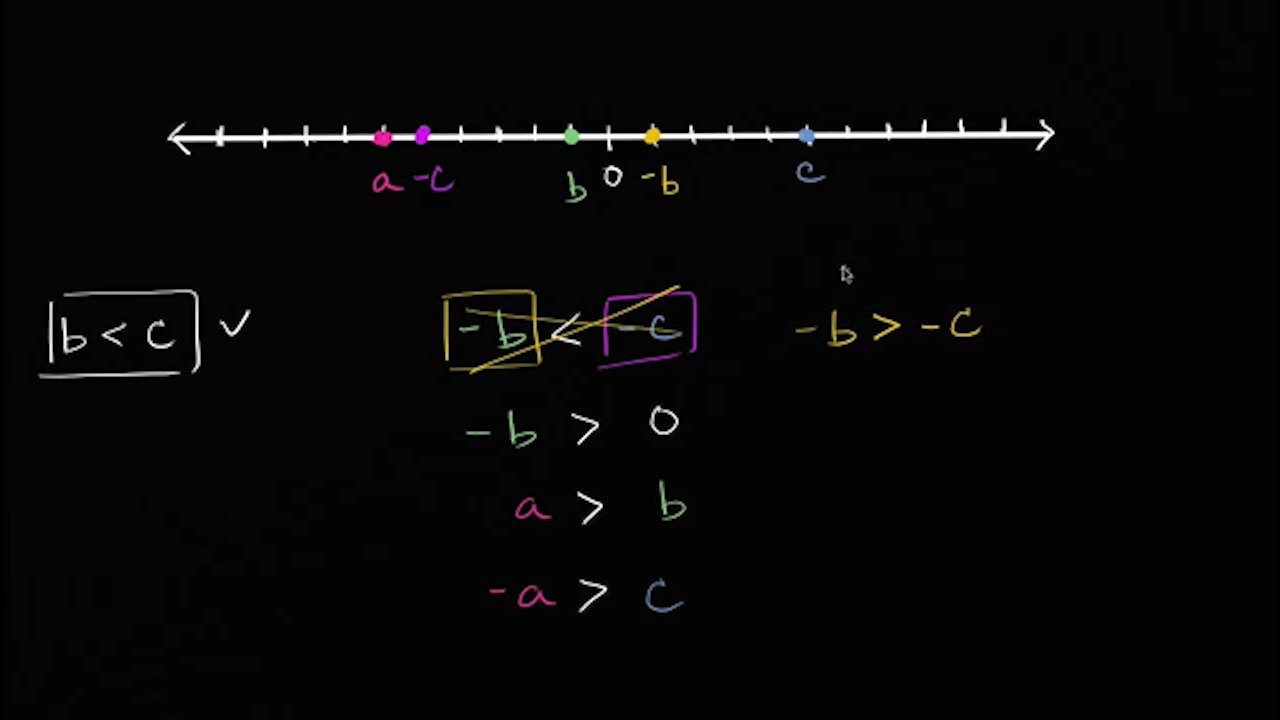 a -c b 0 -b c
b < c ✓ -b < -c -b > -c
-b > 0
a > b
-a > c